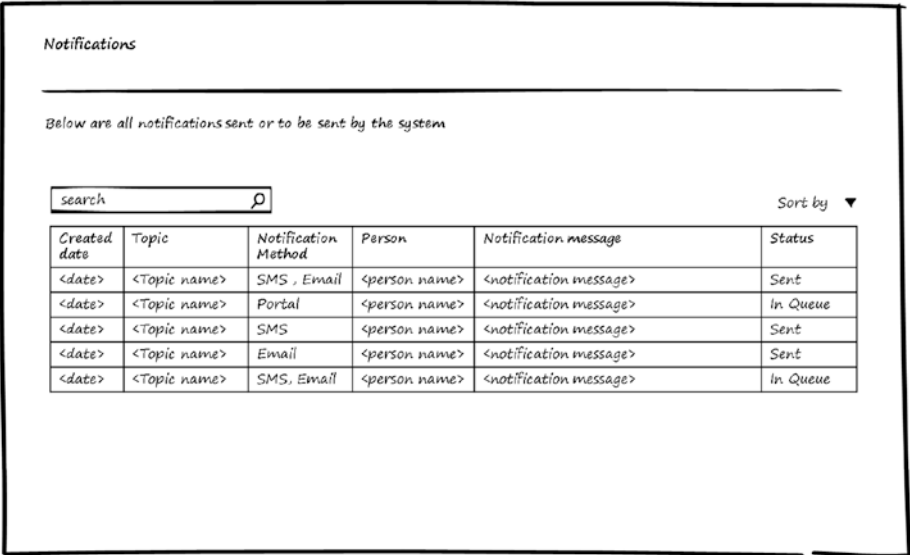 Notifications
Below are all notifications sent or to be sent by the system
search
Sort by ▼
Created date Topic Notification Method Person Notification message Status
<date> <Topic name> SMS , Email <person name> <notification message> Sent
<date> <Topic name> Portal <person name> <notification message> In Queue
<date> <Topic name> SMS <person name> <notification message> Sent
<date> <Topic name> Email <person name> <notification message> Sent
<date> <Topic name> SMS, Email <person name> <notification message> In Queue